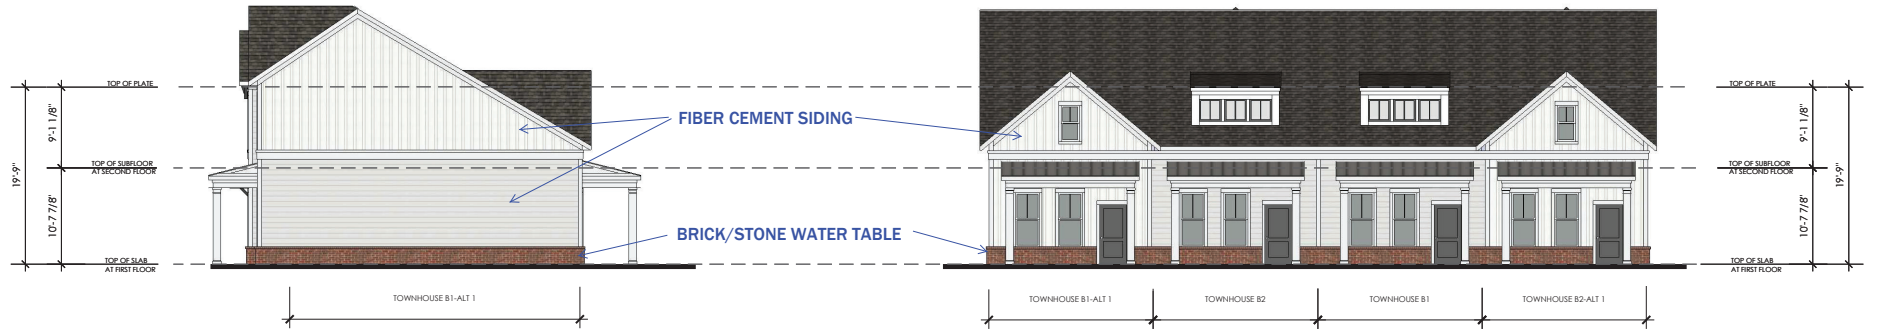 TOP OF PLATE
9'-1 1/8"
TOP OF SUBFLOOR
AT SECOND FLOOR
19'-9"
10'-7 7/8"
TOP OF SLAB
AT FIRST FLOOR
TOWNHOUSE B1-ALT 1
FIBER CEMENT SIDING
BRICK/STONE WATER TABLE
TOWNHOUSE B1-ALT 1
TOWNHOUSE B2
TOWNHOUSE B1
TOWNHOUSE B2-ALT 1
TOP OF PLATE
9'-1 1/8"
TOP OF SUBFLOOR
AT SECOND FLOOR
19'-9"
10'-7 7/8"
TOP OF SLAB
AT FIRST FLOOR